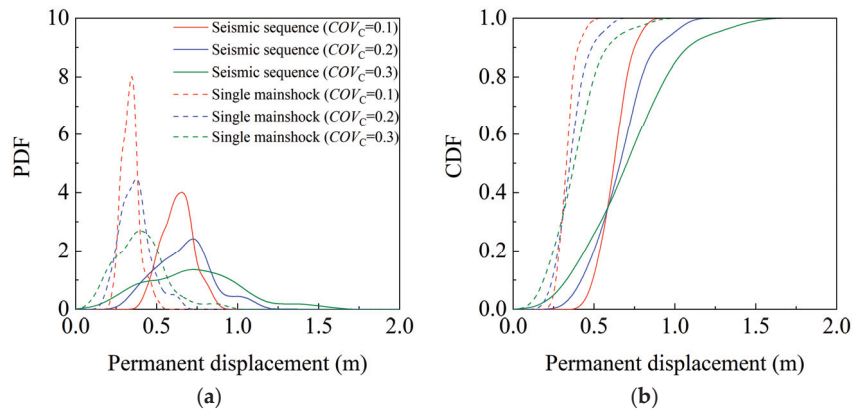 10
8
6
4
2
0
PDF
Seismic sequence (COVC=0.1)
Seismic sequence (COVC=0.2)
Seismic sequence (COVC=0.3)
Single mainshock (COVC=0.1)
Single mainshock (COVC=0.2)
Single mainshock (COVC=0.3)
0.0 0.5 1.0 1.5 2.0
Permanent displacement (m)
(a)
1.0
0.8
0.6
0.4
0.2
0.0
CDF
0.0 0.5 1.0 1.5 2.0
Permanent displacement (m)
(b)